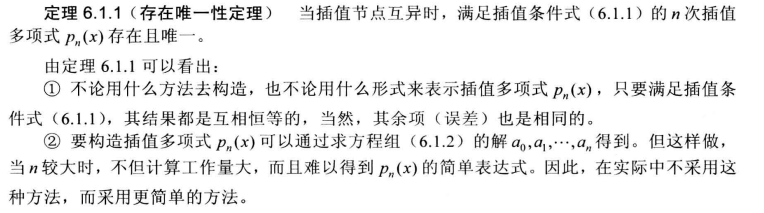 定理 6.1.1（存在唯一性定理） 当插值节点互异时，满足插值条件式（6.1.1）的 n 次插值
多项式 pₙ(x) 存在且唯一。
由定理 6.1.1 可以看出：
① 不论用什么方法去构造，也不论用什么形式来表示插值多项式 pₙ(x)，只要满足插值条
件式（6.1.1），其结果都是互相恒等的，当然，其余项（误差）也是相同的。
② 要构造插值多项式 pₙ(x) 可以通过求方程组（6.1.2）的解 a₀,a₁,⋯,aₙ 得到。但这样做，
当 n 较大时，不但计算工作量大，而且难以得到 pₙ(x) 的简单表达式。因此，在实际中不采用这
种方法，而采用更简单的方法。